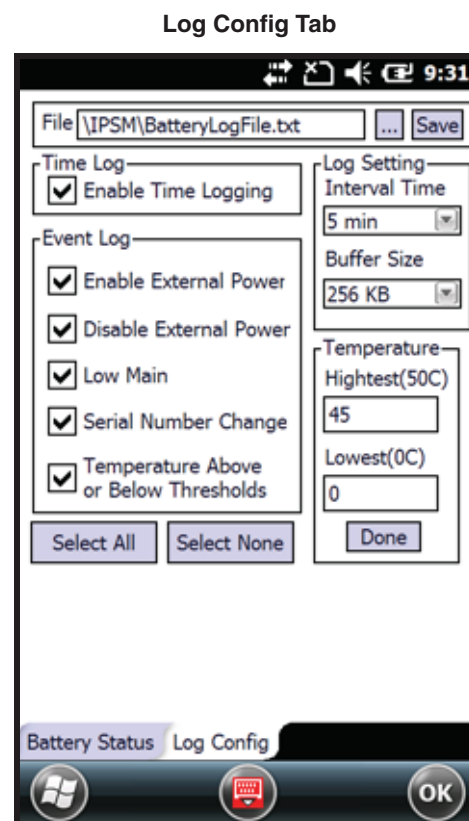 Log Config Tab
9:31
File \IPSM\BatteryLogFile.txt ... Save
Time Log
Enable Time Logging
Event Log
Enable External Power
Disable External Power
Low Main
Serial Number Change
Temperature Above
or Below Thresholds
Select All Select None
Log Setting
Interval Time
5 min
Buffer Size
256 KB
Temperature
Hightest(50C)
45
Lowest(0C)
0
Done
Battery Status Log Config
OK